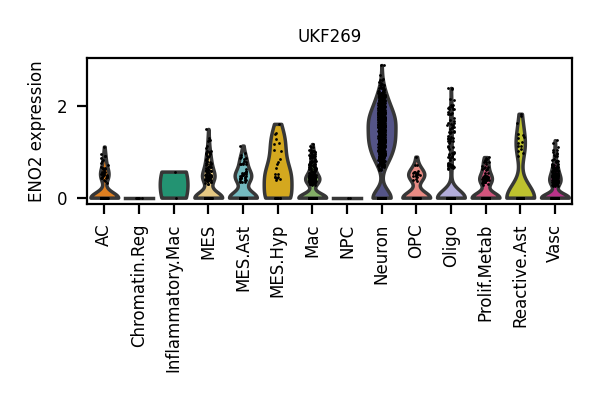 UKF269
ENO2 expression
2
0
AC
Chromatin.Reg
Inflammatory.Mac
MES
MES.Ast
MES.Hyp
Mac
NPC
Neuron
OPC
Oligo
Prolif.Metab
Reactive.Ast
Vasc